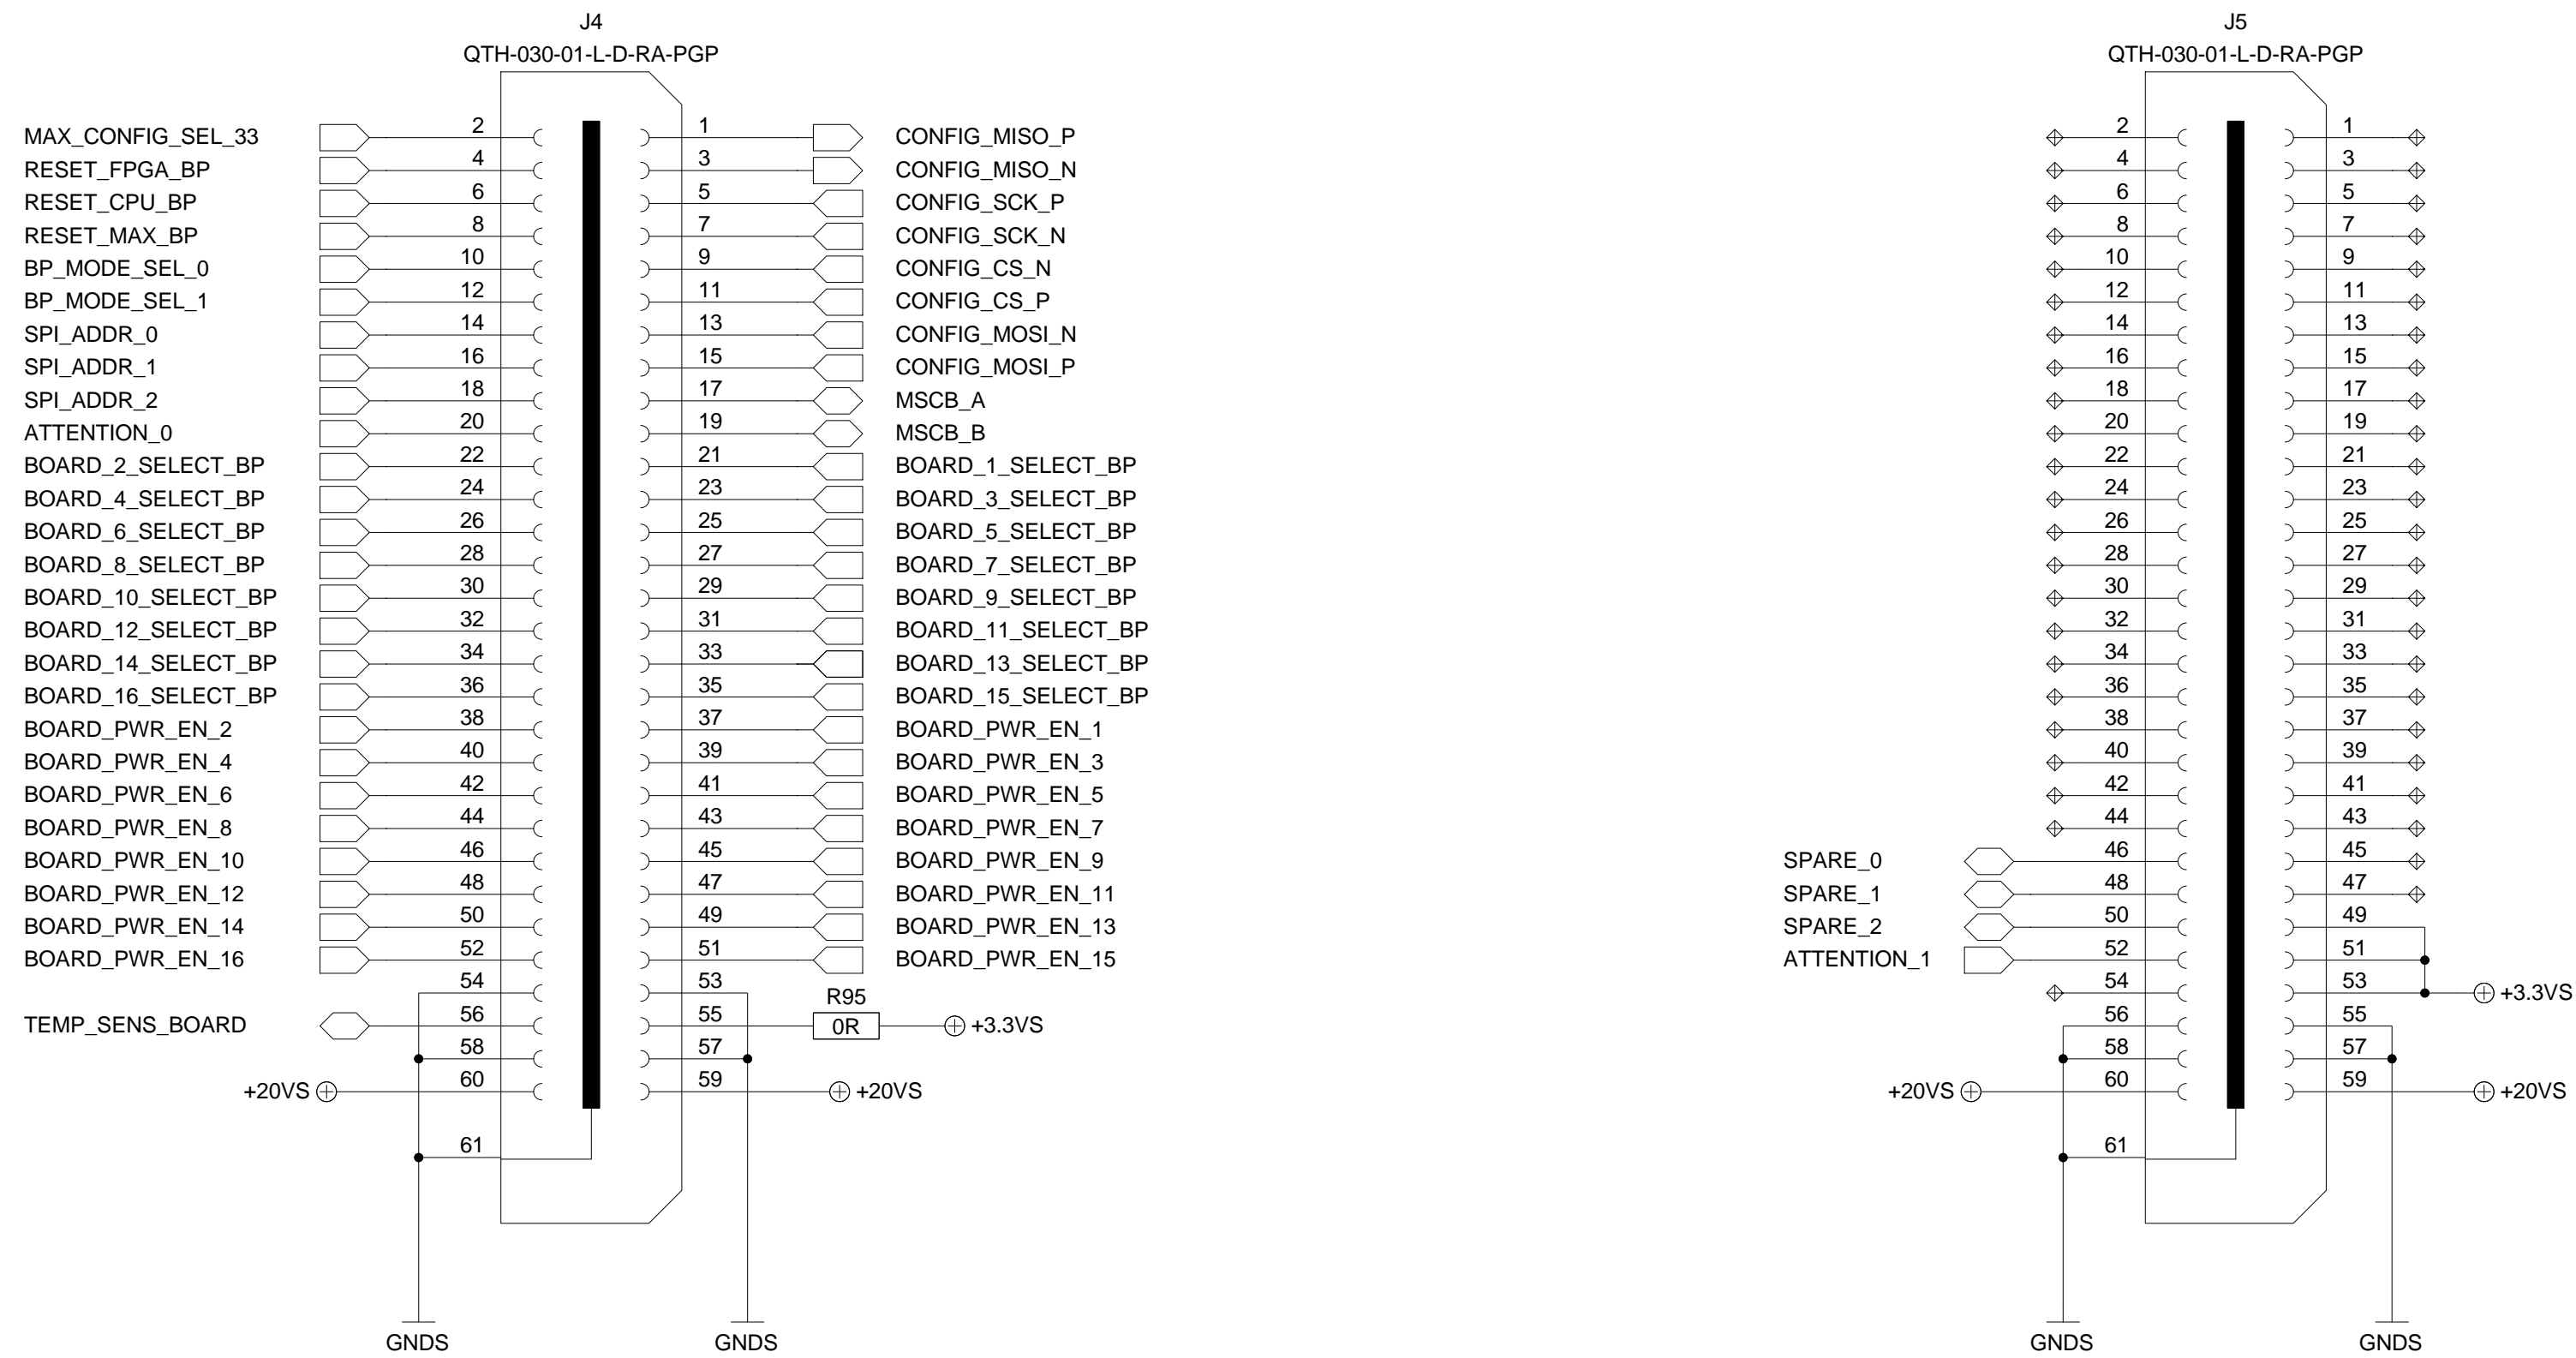 J4
QTH-030-01-L-D-RA-PGP
MAX_CONFIG_SEL_33 2 1 CONFIG_MISO_P
RESET_FPGA_BP 4 3 CONFIG_MISO_N
RESET_CPU_BP 6 5 CONFIG_SCK_P
RESET_MAX_BP 8 7 CONFIG_SCK_N
BP_MODE_SEL_0 10 9 CONFIG_CS_N
BP_MODE_SEL_1 12 11 CONFIG_CS_P
SPI_ADDR_0 14 13 CONFIG_MOSI_N
SPI_ADDR_1 16 15 CONFIG_MOSI_P
SPI_ADDR_2 18 17 MSCB_A
ATTENTION_0 20 19 MSCB_B
BOARD_2_SELECT_BP 22 21 BOARD_1_SELECT_BP
BOARD_4_SELECT_BP 24 23 BOARD_3_SELECT_BP
BOARD_6_SELECT_BP 26 25 BOARD_5_SELECT_BP
BOARD_8_SELECT_BP 28 27 BOARD_7_SELECT_BP
BOARD_10_SELECT_BP 30 29 BOARD_9_SELECT_BP
BOARD_12_SELECT_BP 32 31 BOARD_11_SELECT_BP
BOARD_14_SELECT_BP 34 33 BOARD_13_SELECT_BP
BOARD_16_SELECT_BP 36 35 BOARD_15_SELECT_BP
BOARD_PWR_EN_2 38 37 BOARD_PWR_EN_1
BOARD_PWR_EN_4 40 39 BOARD_PWR_EN_3
BOARD_PWR_EN_6 42 41 BOARD_PWR_EN_5
BOARD_PWR_EN_8 44 43 BOARD_PWR_EN_7
BOARD_PWR_EN_10 46 45 BOARD_PWR_EN_9
BOARD_PWR_EN_12 48 47 BOARD_PWR_EN_11
BOARD_PWR_EN_14 50 49 BOARD_PWR_EN_13
BOARD_PWR_EN_16 52 51 BOARD_PWR_EN_15
54 53
R95
TEMP_SENS_BOARD 56 55 0R +3.3VS
58 57
+20VS 60 59 +20VS
61
GNDS GNDS
J5
QTH-030-01-L-D-RA-PGP
2 1
4 3
6 5
8 7
10 9
12 11
14 13
16 15
18 17
20 19
22 21
24 23
26 25
28 27
30 29
32 31
34 33
36 35
38 37
40 39
42 41
44 43
SPARE_0 46 45
SPARE_1 48 47
SPARE_2 50 49
ATTENTION_1 52 51
54 53 +3.3VS
56 55
58 57
+20VS 60 59 +20VS
61
GNDS GNDS